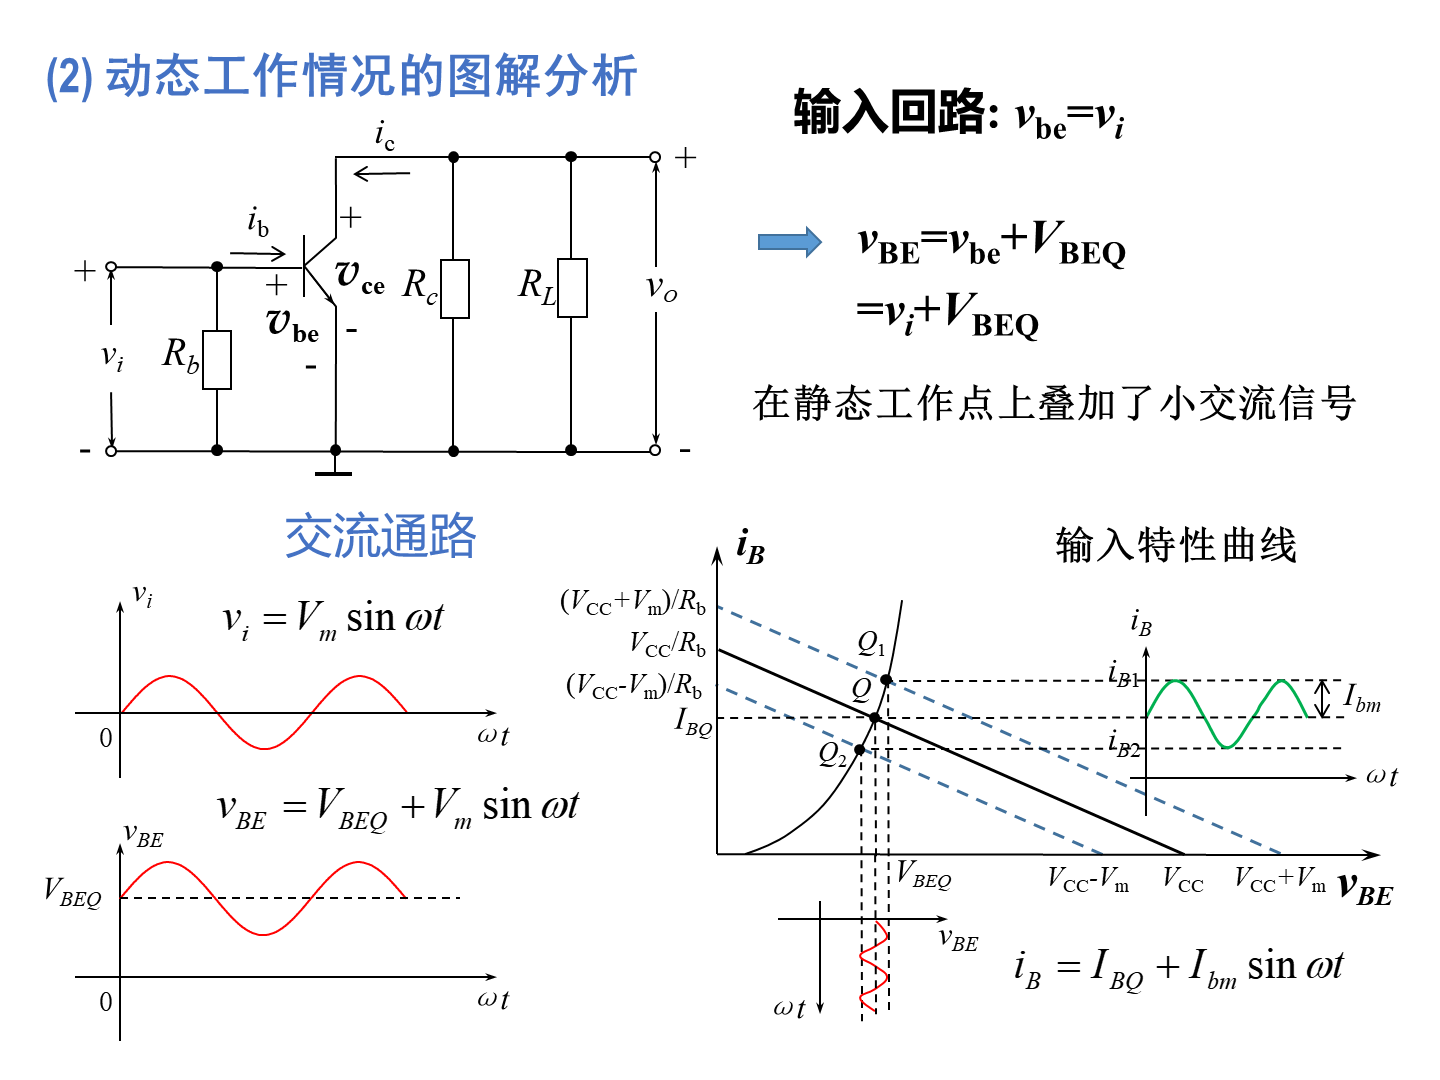 (2) 动态工作情况的图解分析
输入回路: vbe=vi
vBE=vbe+VBEQ
=vi+VBEQ
在静态工作点上叠加了小交流信号
ic
+
+
ib
+
+
vce
Rc
RL
vo
vbe
-
vi
Rb
-
-
-
交流通路
输入特性曲线
vi
vi = Vm sin ωt
0
ωt
vBE = VBEQ + Vm sin ωt
vBE
VBEQ
0
ωt
iB
(VCC+Vm)/Rb
VCC/Rb
(VCC-Vm)/Rb
IBQ
Q1
Q
Q2
iB
iB1
Ibm
iB2
ωt
VBEQ
VCC-Vm
VCC
VCC+Vm
vBE
vBE
ωt
iB = IBQ + Ibm sin ωt